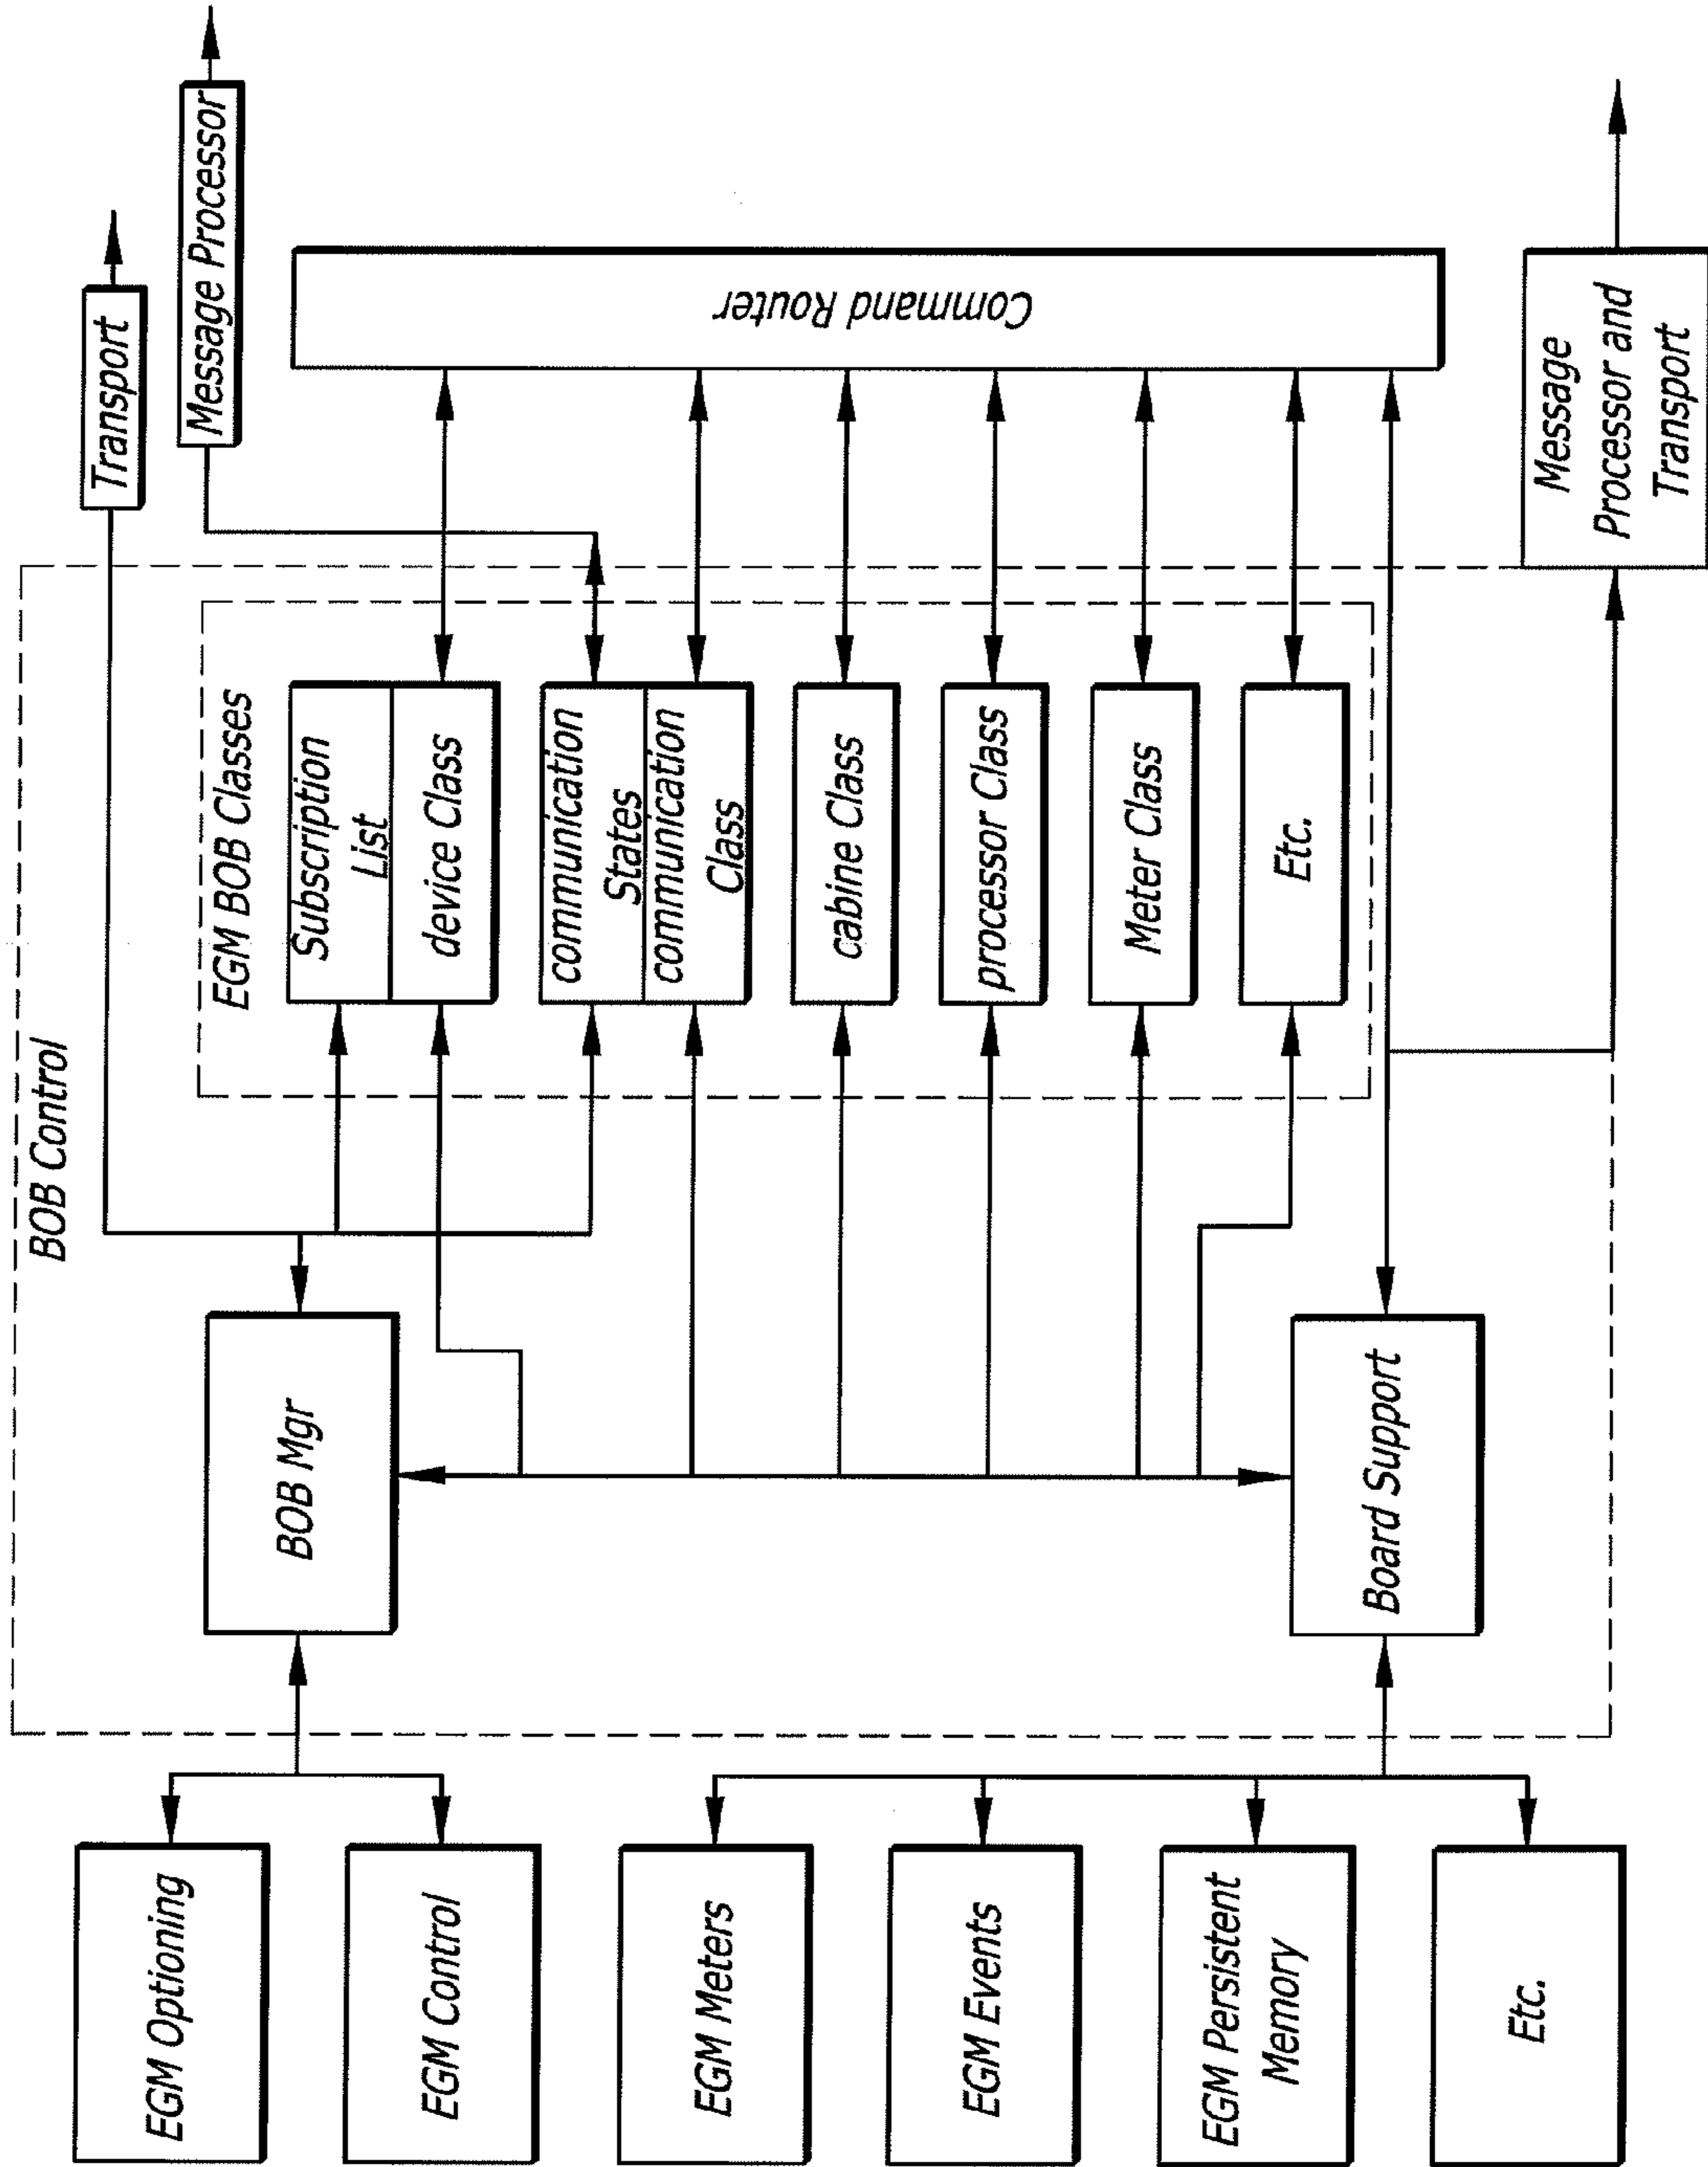 Transport
Message Processor
BOB Control
EGM BOB Classes
Subscription
List
device Class
communication
States
communication
Class
cabine Class
processor Class
Meter Class
Etc.
Command Router
BOB Mgr
Board Support
Message
Processor and
Transport
EGM Optioning
EGM Control
EGM Meters
EGM Events
EGM Persistent
Memory
Etc.